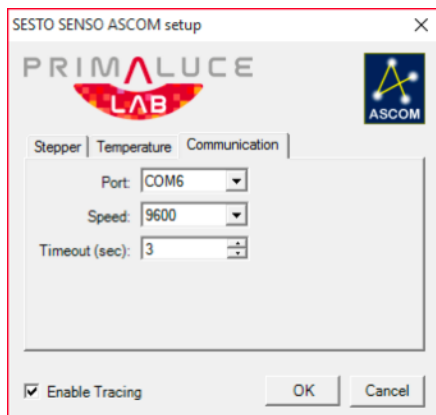 SESTO SENSO ASCOM setup
PRIMALUCE
LAB
ASCOM
Stepper Temperature Communication
Port: COM6
Speed: 9600
Timeout (sec): 3
Enable Tracing OK Cancel